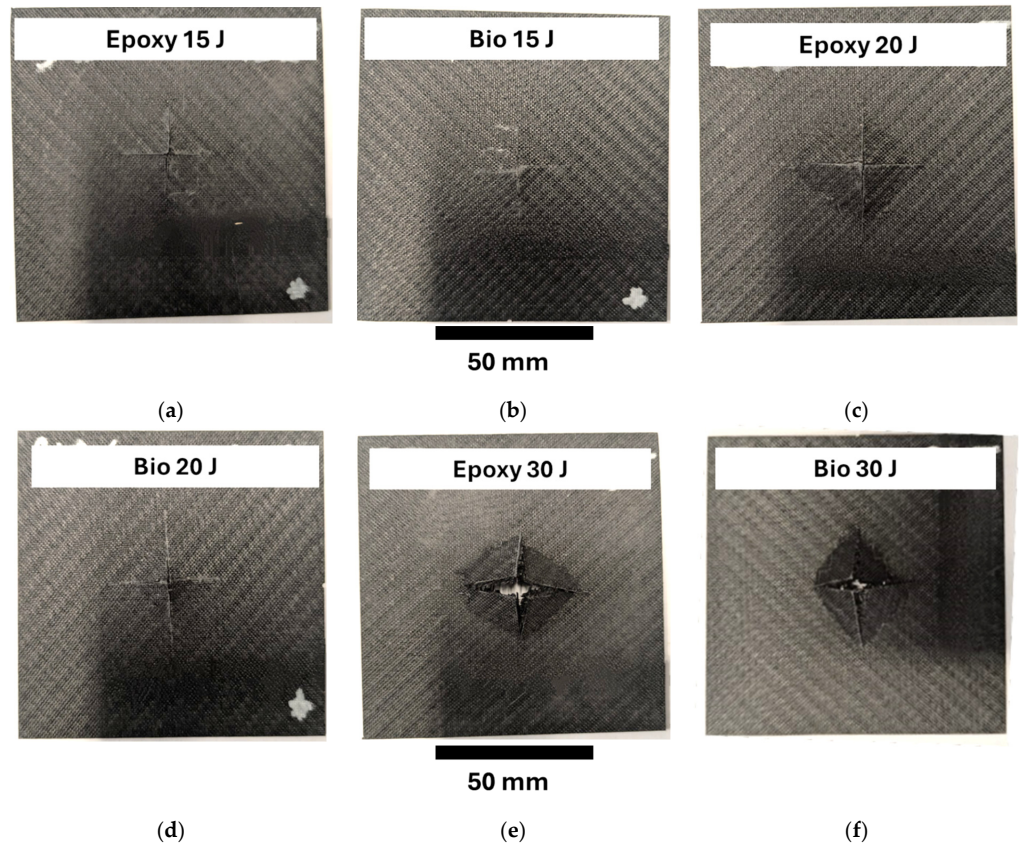 Epoxy 15 J
Bio 15 J
Epoxy 20 J
50 mm
(a)
(b)
(c)
Bio 20 J
Epoxy 30 J
Bio 30 J
50 mm
(d)
(e)
(f)